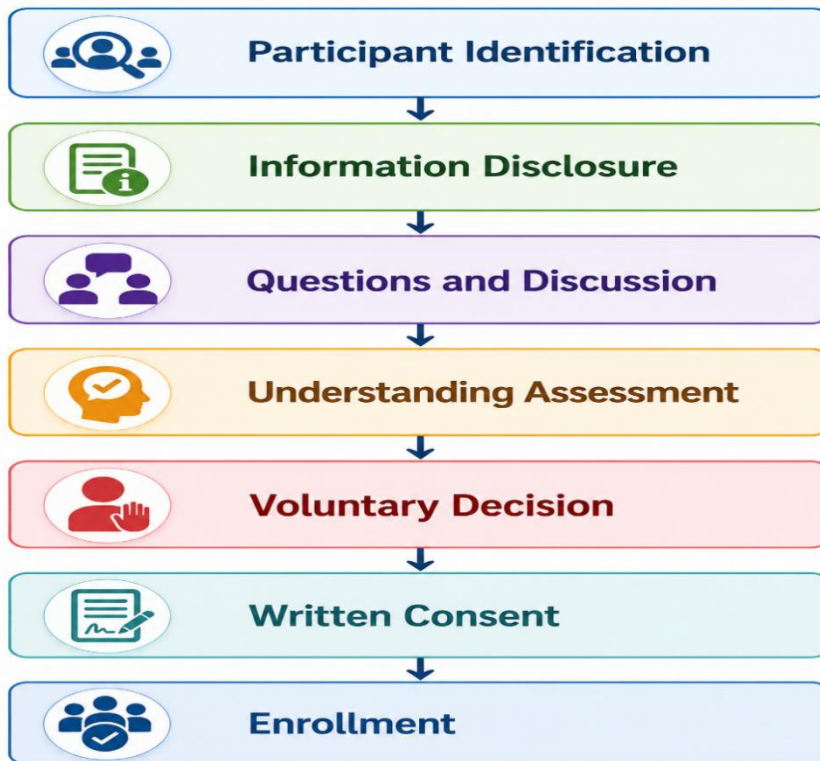 Participant Identification
Information Disclosure
Questions and Discussion
Understanding Assessment
Voluntary Decision
Written Consent
Enrollment